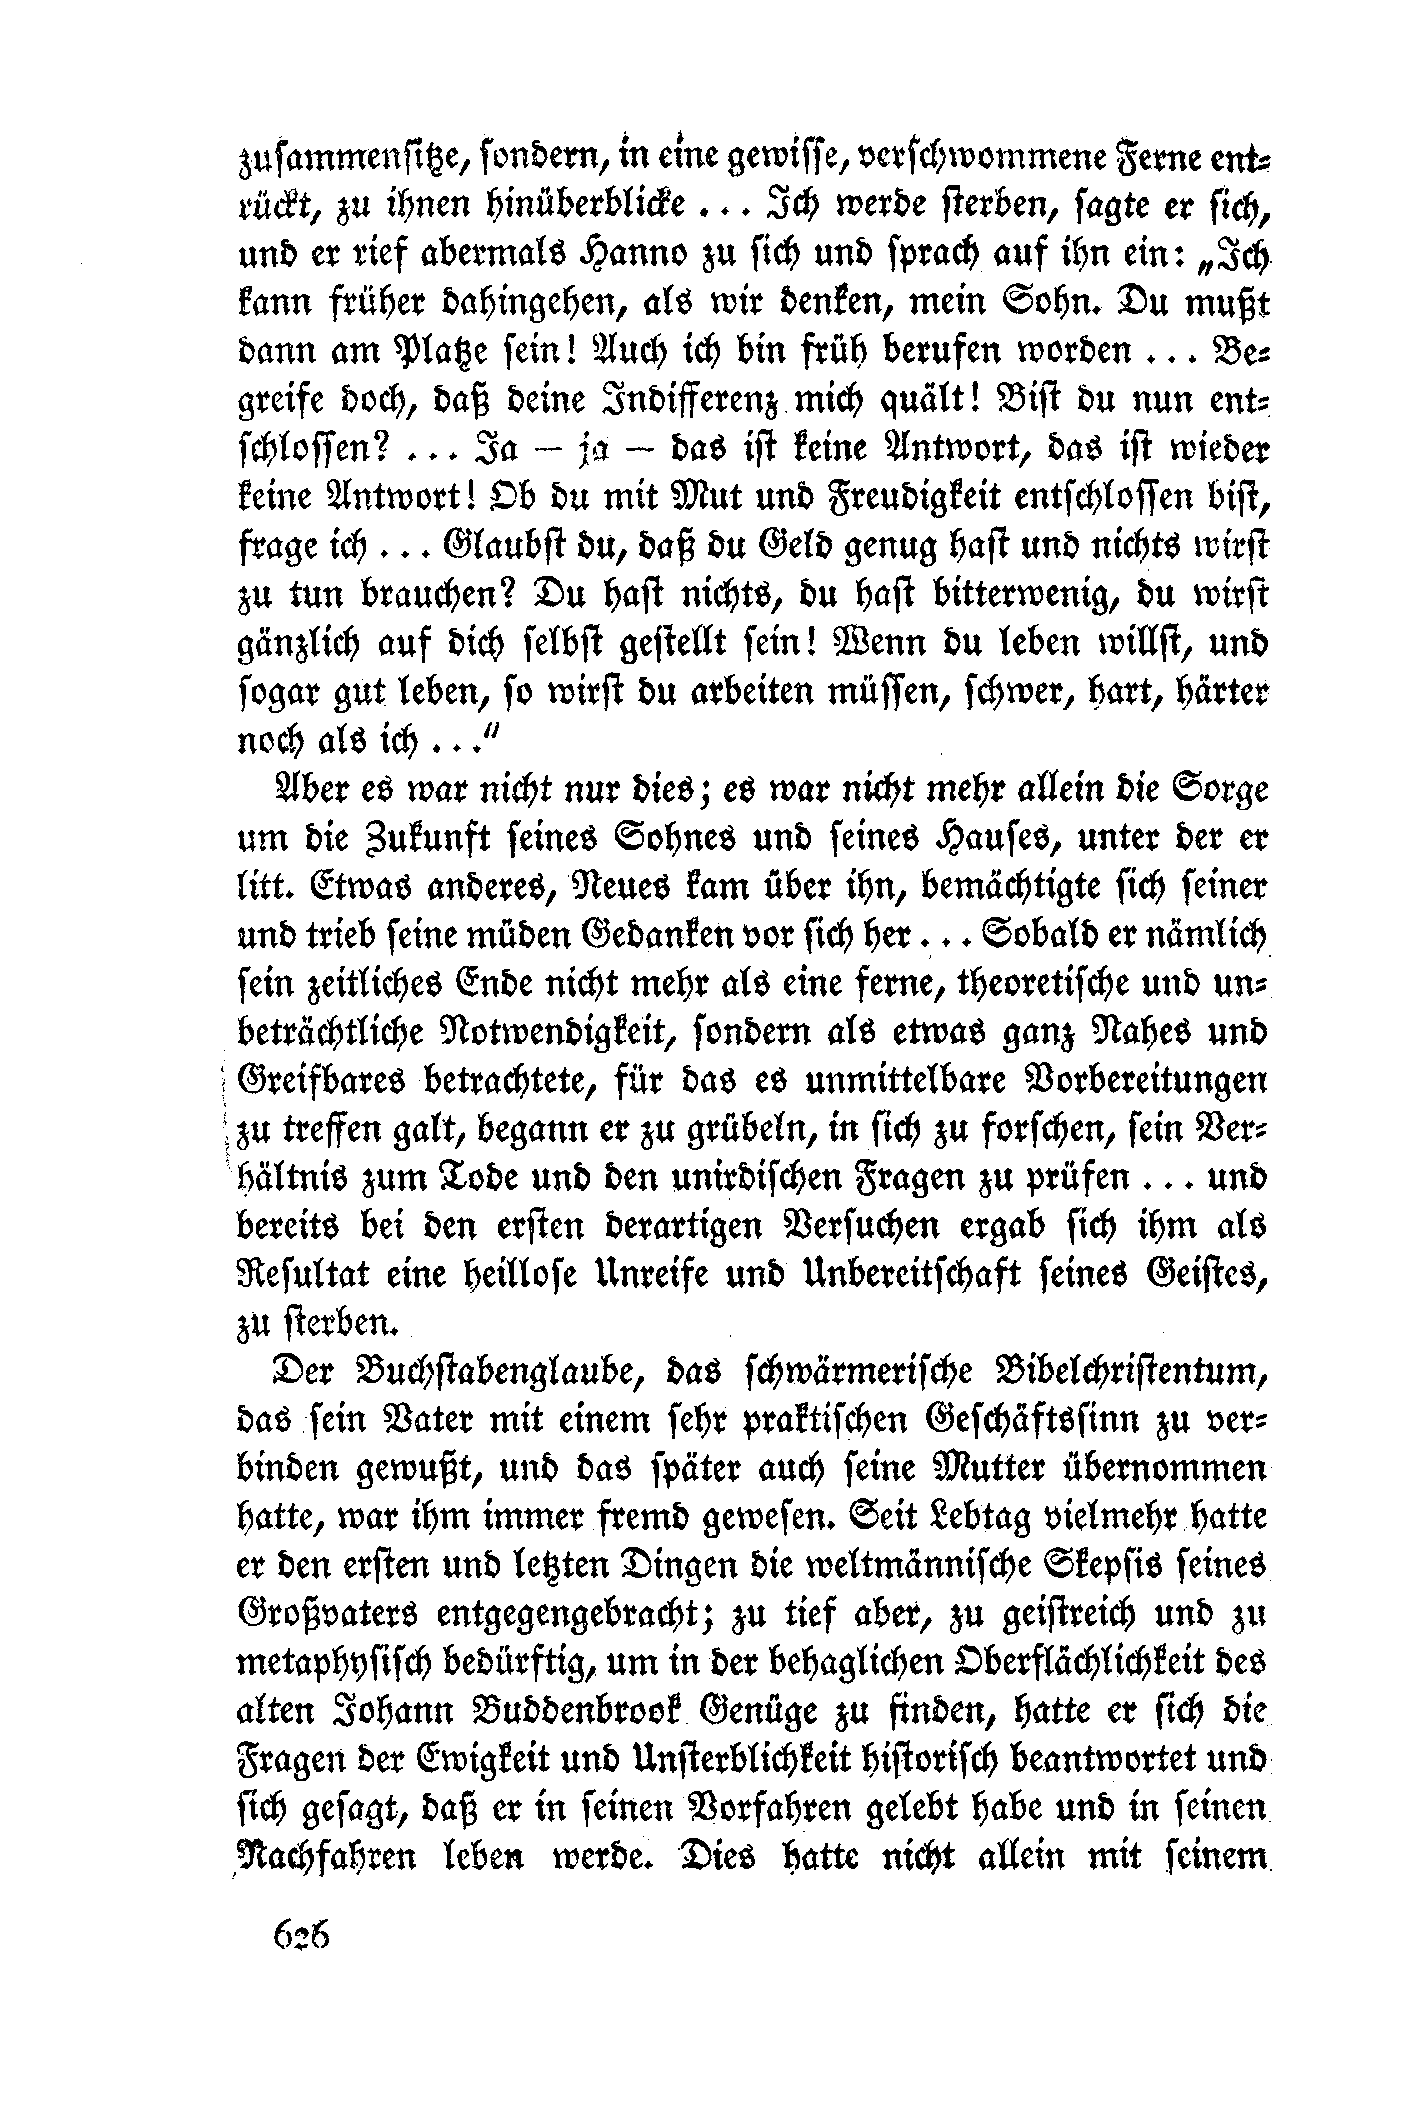 zusammensitze, sondern, in eine gewisse, verschwommene Ferne ent-
rückt, zu ihnen hinüberblicke ... Ich werde sterben, sagte er sich,
und er rief abermals Hanno zu sich und sprach auf ihn ein: „Ich
kann früher dahingehen, als wir denken, mein Sohn. Du mußt
dann am Platze sein! Auch ich bin früh berufen worden ... Be-
greife doch, daß deine Indifferenz mich quält! Bist du nun ent-
schlossen? ... Ja — ja — das ist keine Antwort, das ist wieder
keine Antwort! Ob du mit Mut und Freudigkeit entschlossen bist,
frage ich ... Glaubst du, daß du Geld genug hast und nichts wirst
zu tun brauchen? Du hast nichts, du hast bitterwenig, du wirst
gänzlich auf dich selbst gestellt sein! Wenn du leben willst, und
sogar gut leben, so wirst du arbeiten müssen, schwer, hart, härter
noch als ich ...“
Aber es war nicht nur dies; es war nicht mehr allein die Sorge
um die Zukunft seines Sohnes und seines Hauses, unter der er
litt. Etwas anderes, Neues kam über ihn, bemächtigte sich seiner
und trieb seine müden Gedanken vor sich her ... Sobald er nämlich
sein zeitliches Ende nicht mehr als eine ferne, theoretische und un-
beträchtliche Notwendigkeit, sondern als etwas ganz Nahes und
Greifbares betrachtete, für das es unmittelbare Vorbereitungen
zu treffen galt, begann er zu grübeln, in sich zu forschen, sein Ver-
hältnis zum Tode und den unirdischen Fragen zu prüfen ... und
bereits bei den ersten derartigen Versuchen ergab sich ihm als
Resultat eine heillose Unreife und Unbereitschaft seines Geistes,
zu sterben.
Der Buchstabenglaube, das schwärmerische Bibelchristentum,
das sein Vater mit einem sehr praktischen Geschäftssinn zu ver-
binden gewußt, und das später auch seine Mutter übernommen
hatte, war ihm immer fremd gewesen. Seit Lebtag vielmehr hatte
er den ersten und letzten Dingen die weltmännische Skepsis seines
Großvaters entgegengebracht; zu tief aber, zu geistreich und zu
metaphysisch bedürftig, um in der behaglichen Oberflächlichkeit des
alten Johann Buddenbrook Genüge zu finden, hatte er sich die
Fragen der Ewigkeit und Unsterblichkeit historisch beantwortet und
sich gesagt, daß er in seinen Vorfahren gelebt habe und in seinen
Nachfahren leben werde. Dies hatte nicht allein mit seinem
626